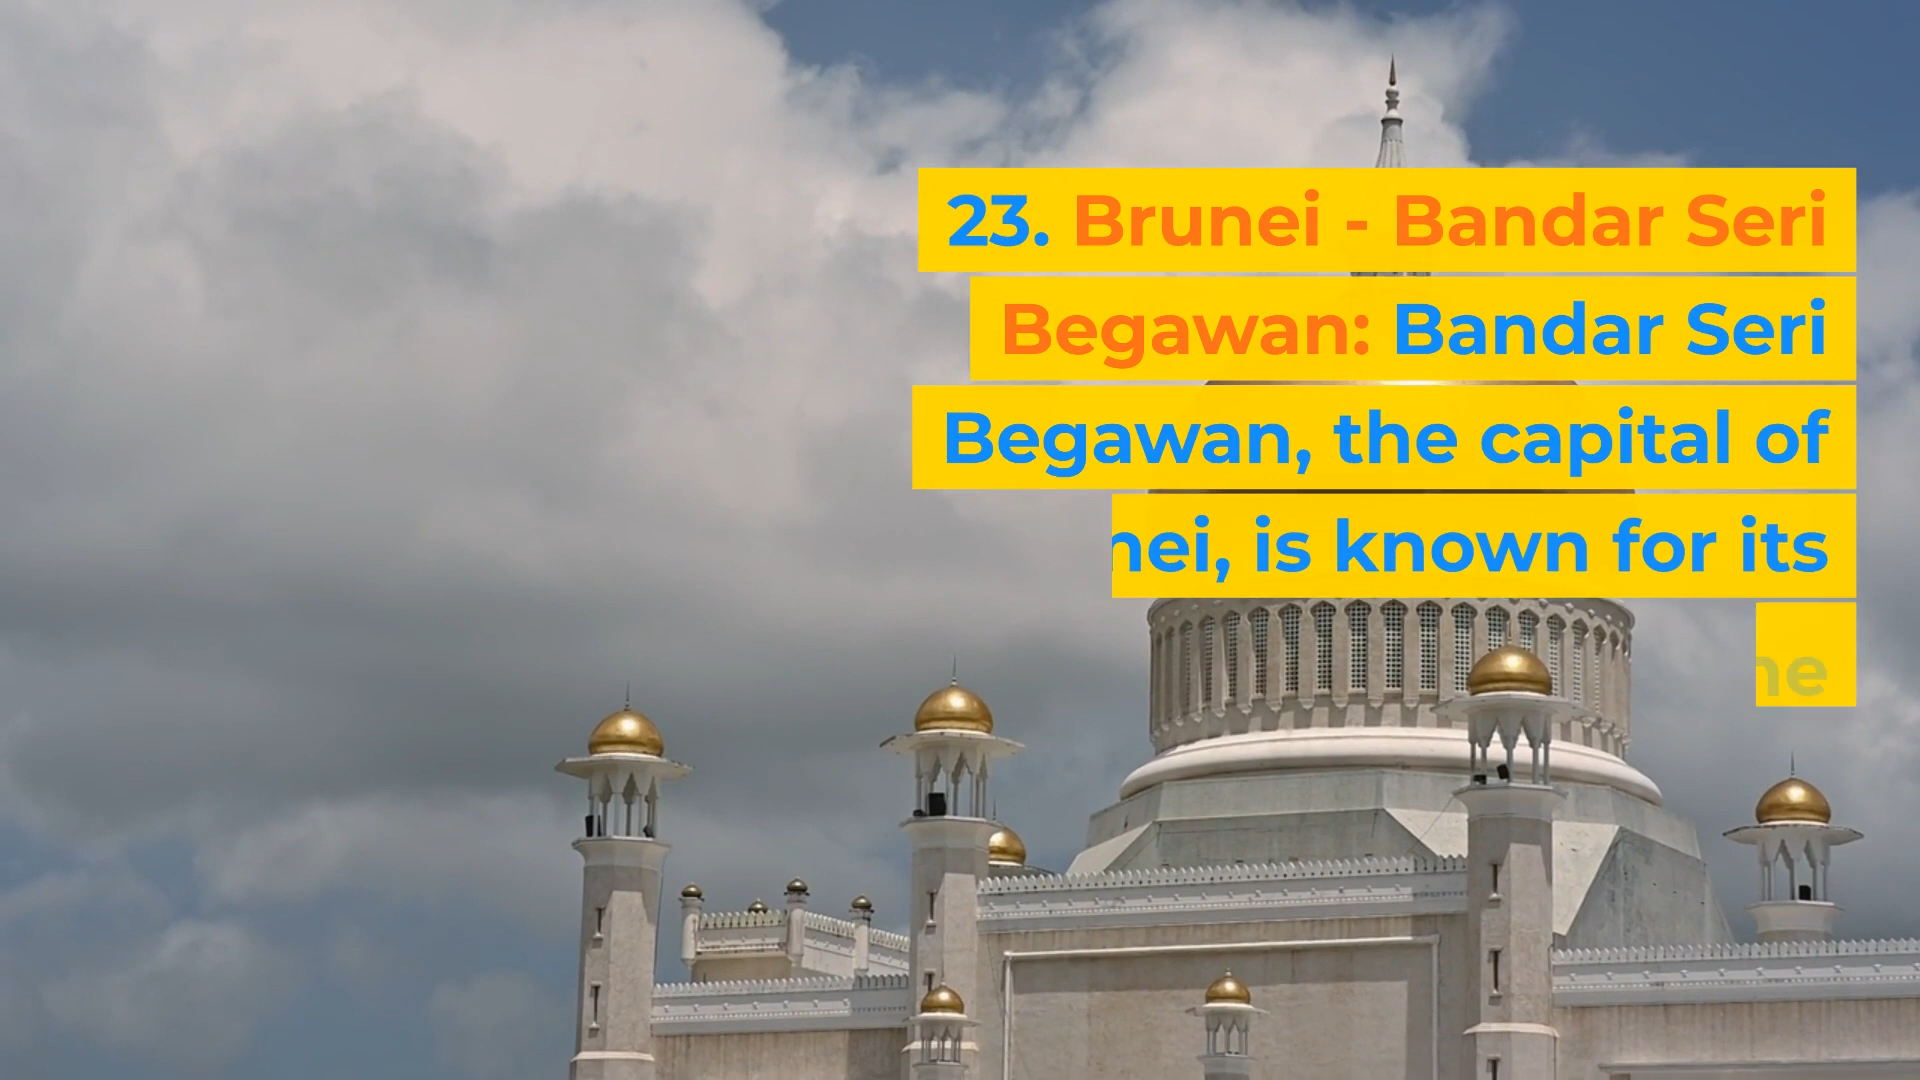 23. Brunei - Bandar Seri
Begawan: Bandar Seri
Begawan, the capital of
nei, is known for its